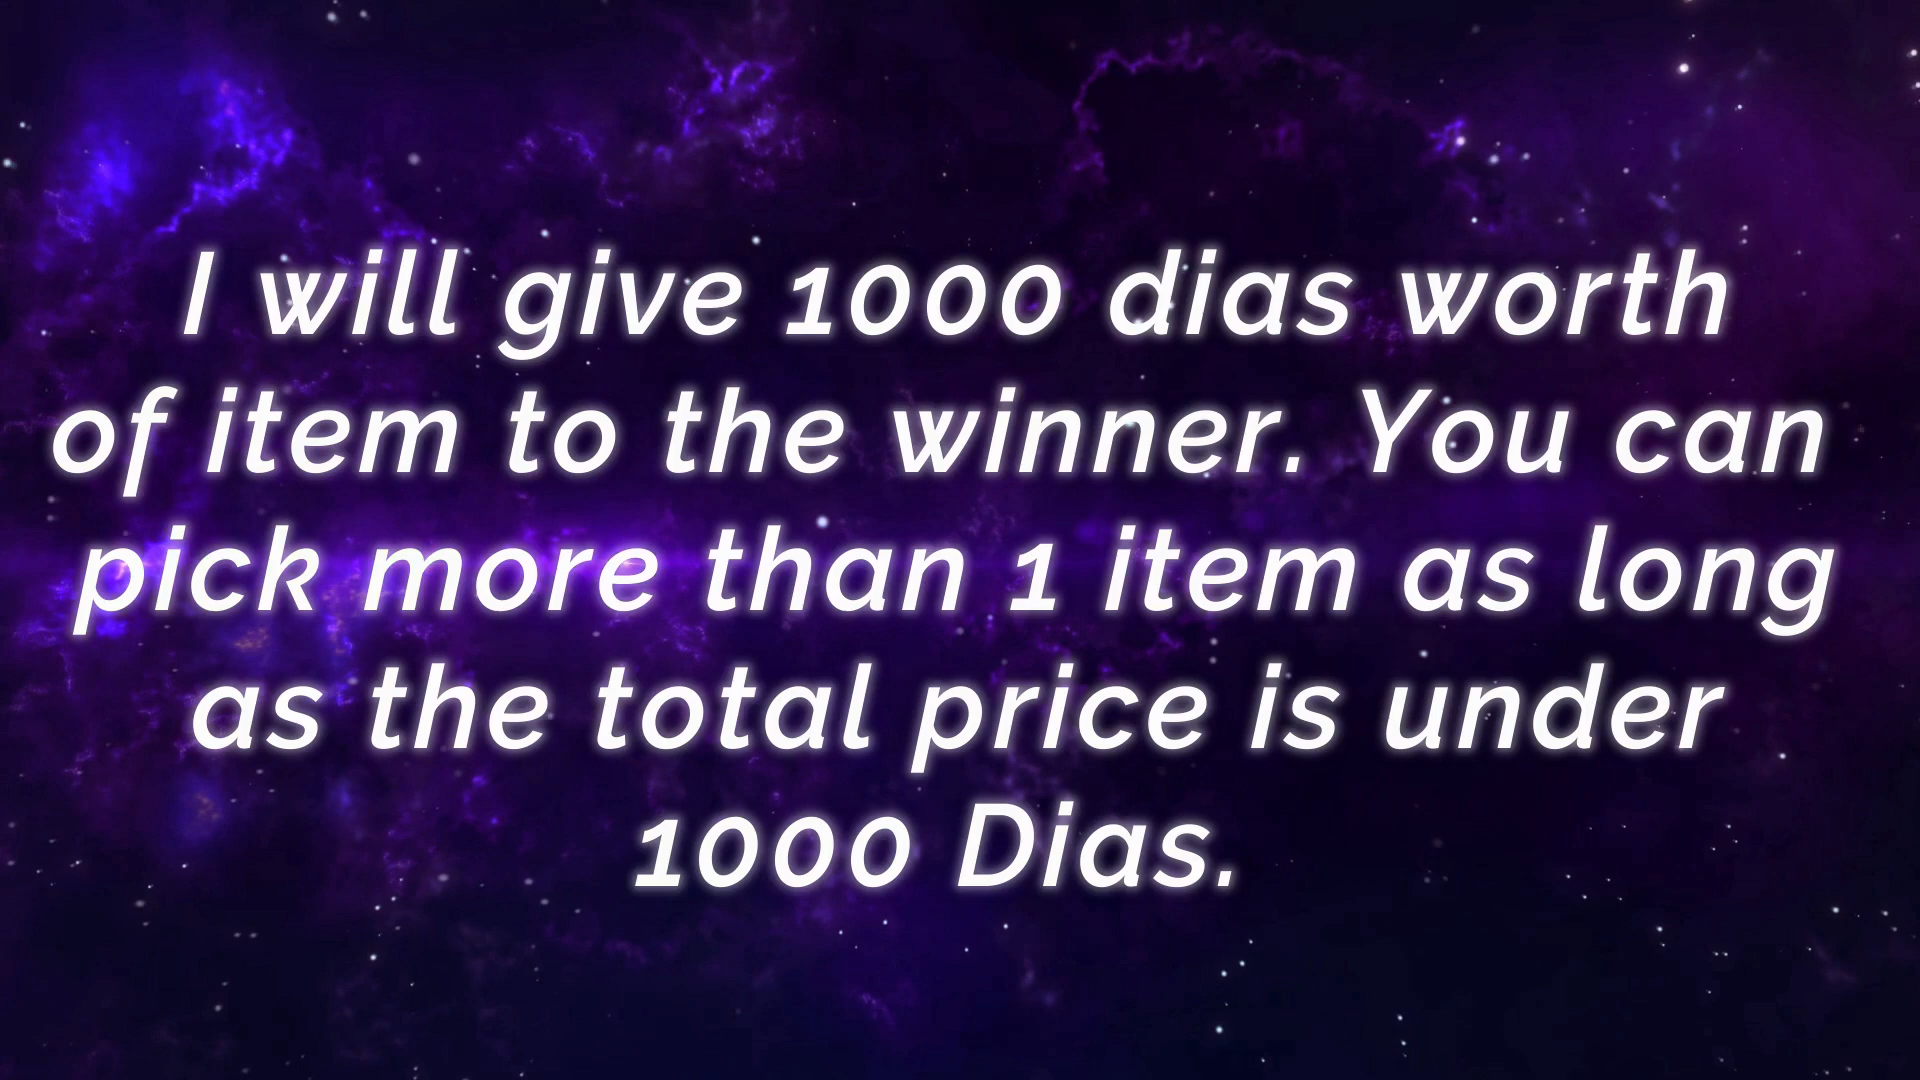 I will give 1000 dias worth
of item to the winner. You can
pick more than 1 item as long
as the total price is under
1000 Dias.